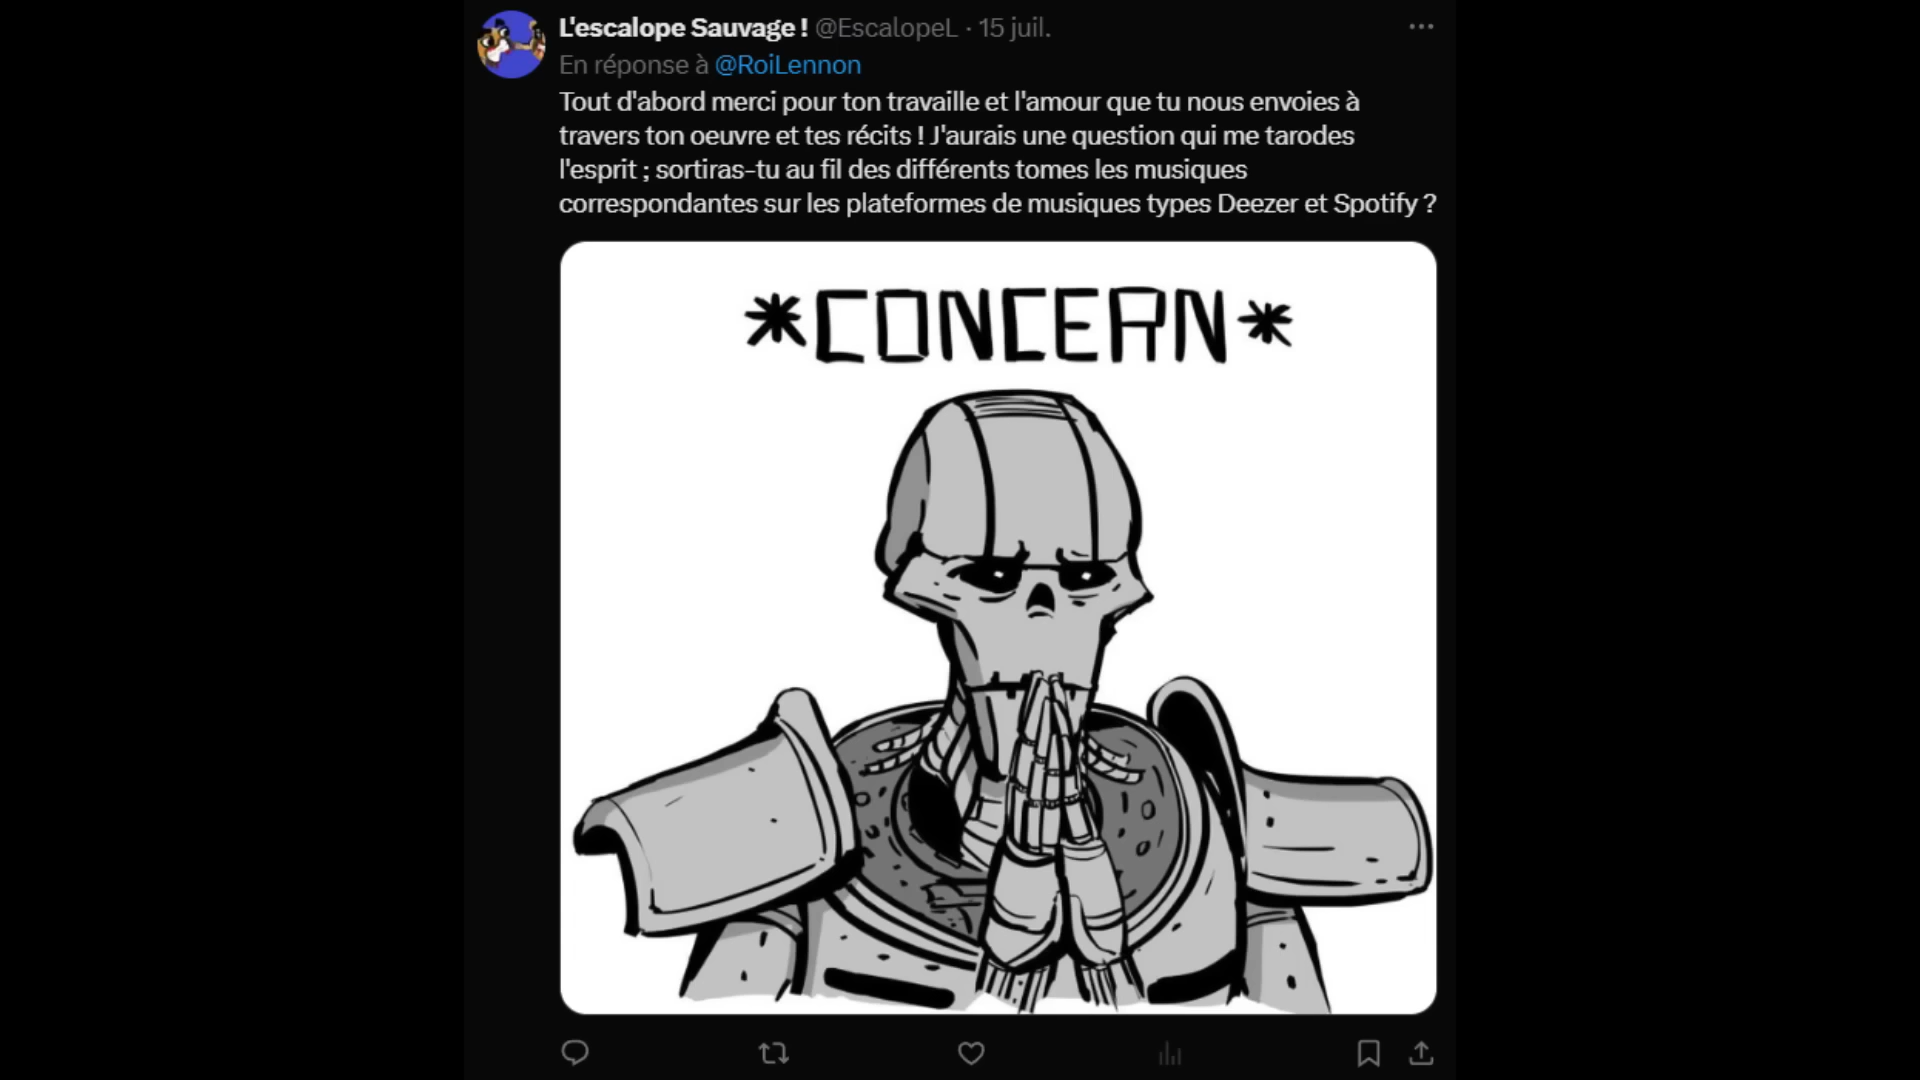 L'escalope Sauvage ! @EscalopeL · 15 juil.
En réponse à @RoiLennon
Tout d'abord merci pour ton travaille et l'amour que tu nous envoies à
travers ton oeuvre et tes récits ! J'aurais une question qui me tarodes
l'esprit ; sortiras-tu au fil des différents tomes les musiques
correspondantes sur les plateformes de musiques types Deezer et Spotify ?
*CONCERN*